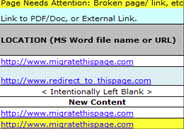 Page Needs Attention: Broken page/ link, etc
Link to PDF/Doc, or External Link.
LOCATION (MS Word file name or URL)
http://www.migratethispage.com
http://www.redirect_to_thispage.com
< Intentionally Left Blank >
New Content
http://www.migratethispage.com
http://www.migratethispage.com